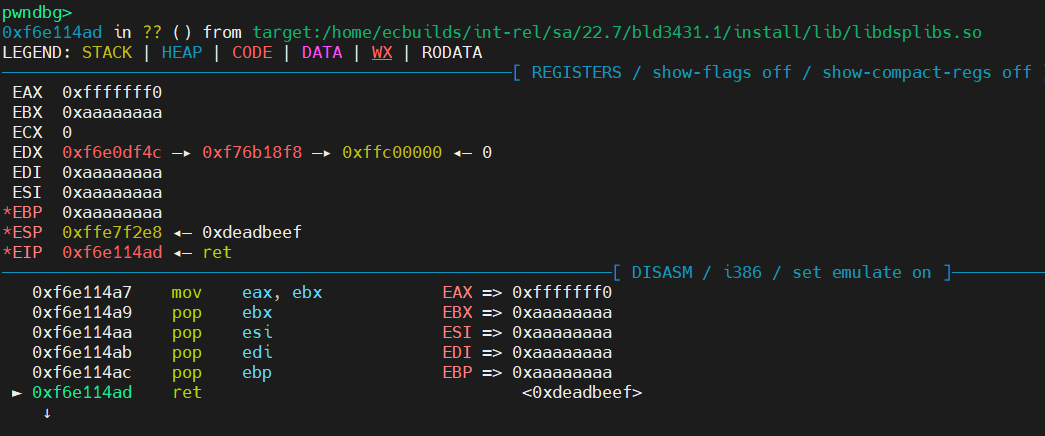 pwndbg>
0xf6e114ad in ?? () from target:/home/ecbuilds/int-rel/sa/22.7/bld3431.1/install/lib/libdsplibs.so
LEGEND: STACK | HEAP | CODE | DATA | WX | RODATA
[ REGISTERS / show-flags off / show-compact-regs off
EAX 0xfffffff0
EBX 0xaaaaaaaa
ECX 0
EDX 0xf6e0df4c —▸ 0xf76b18f8 —▸ 0xffc00000 ◂— 0
EDI 0xaaaaaaaa
ESI 0xaaaaaaaa
*EBP 0xaaaaaaaa
*ESP 0xffe7f2e8 ◂— 0xdeadbeef
*EIP 0xf6e114ad ◂— ret
[ DISASM / i386 / set emulate on ]
0xf6e114a7 mov eax, ebx EAX => 0xfffffff0
0xf6e114a9 pop ebx EBX => 0xaaaaaaaa
0xf6e114aa pop esi ESI => 0xaaaaaaaa
0xf6e114ab pop edi EDI => 0xaaaaaaaa
0xf6e114ac pop ebp EBP => 0xaaaaaaaa
► 0xf6e114ad ret <0xdeadbeef>
↓